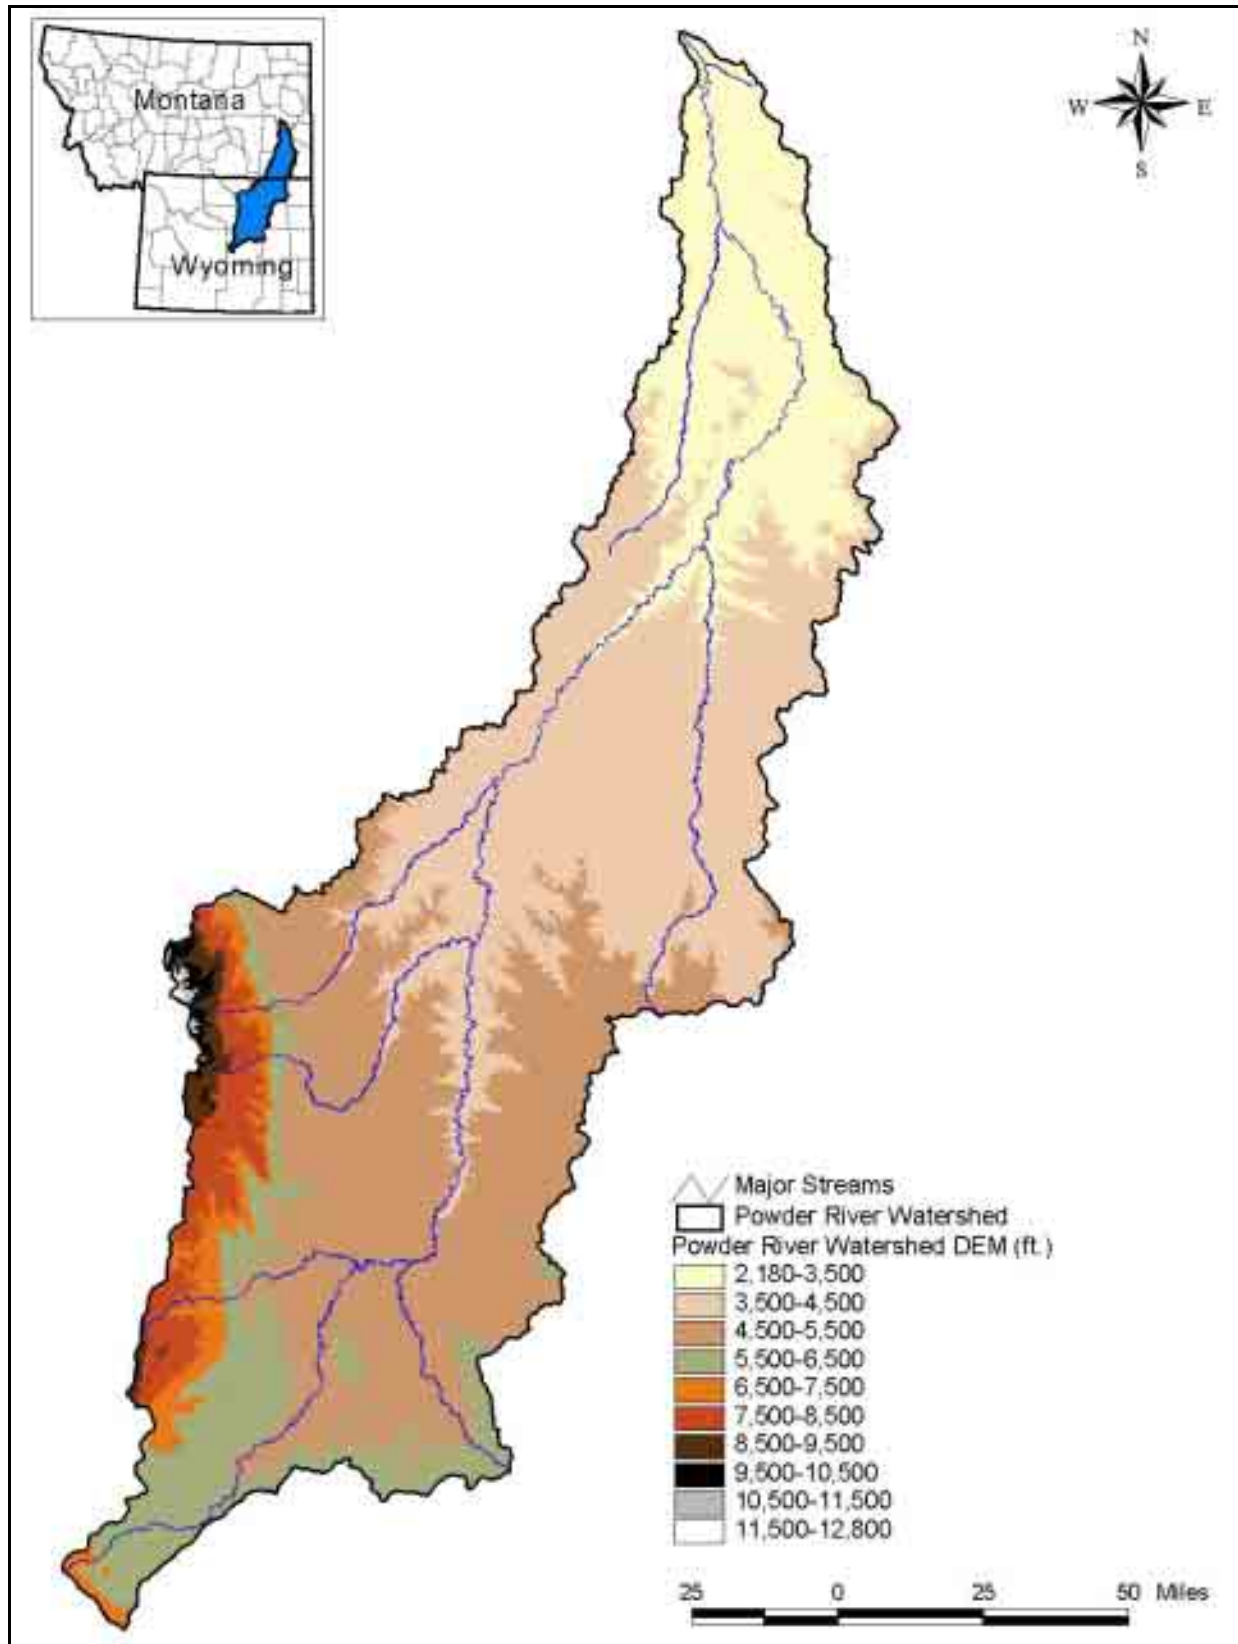 Montana
Wyoming
N
W E
S
Major Streams
Powder River Watershed
Powder River Watershed DEM (ft.)
2,180-3,500
3,500-4,500
4,500-5,500
5,500-6,500
6,500-7,500
7,500-8,500
8,500-9,500
9,500-10,500
10,500-11,500
11,500-12,800
25 0 25 50 Miles